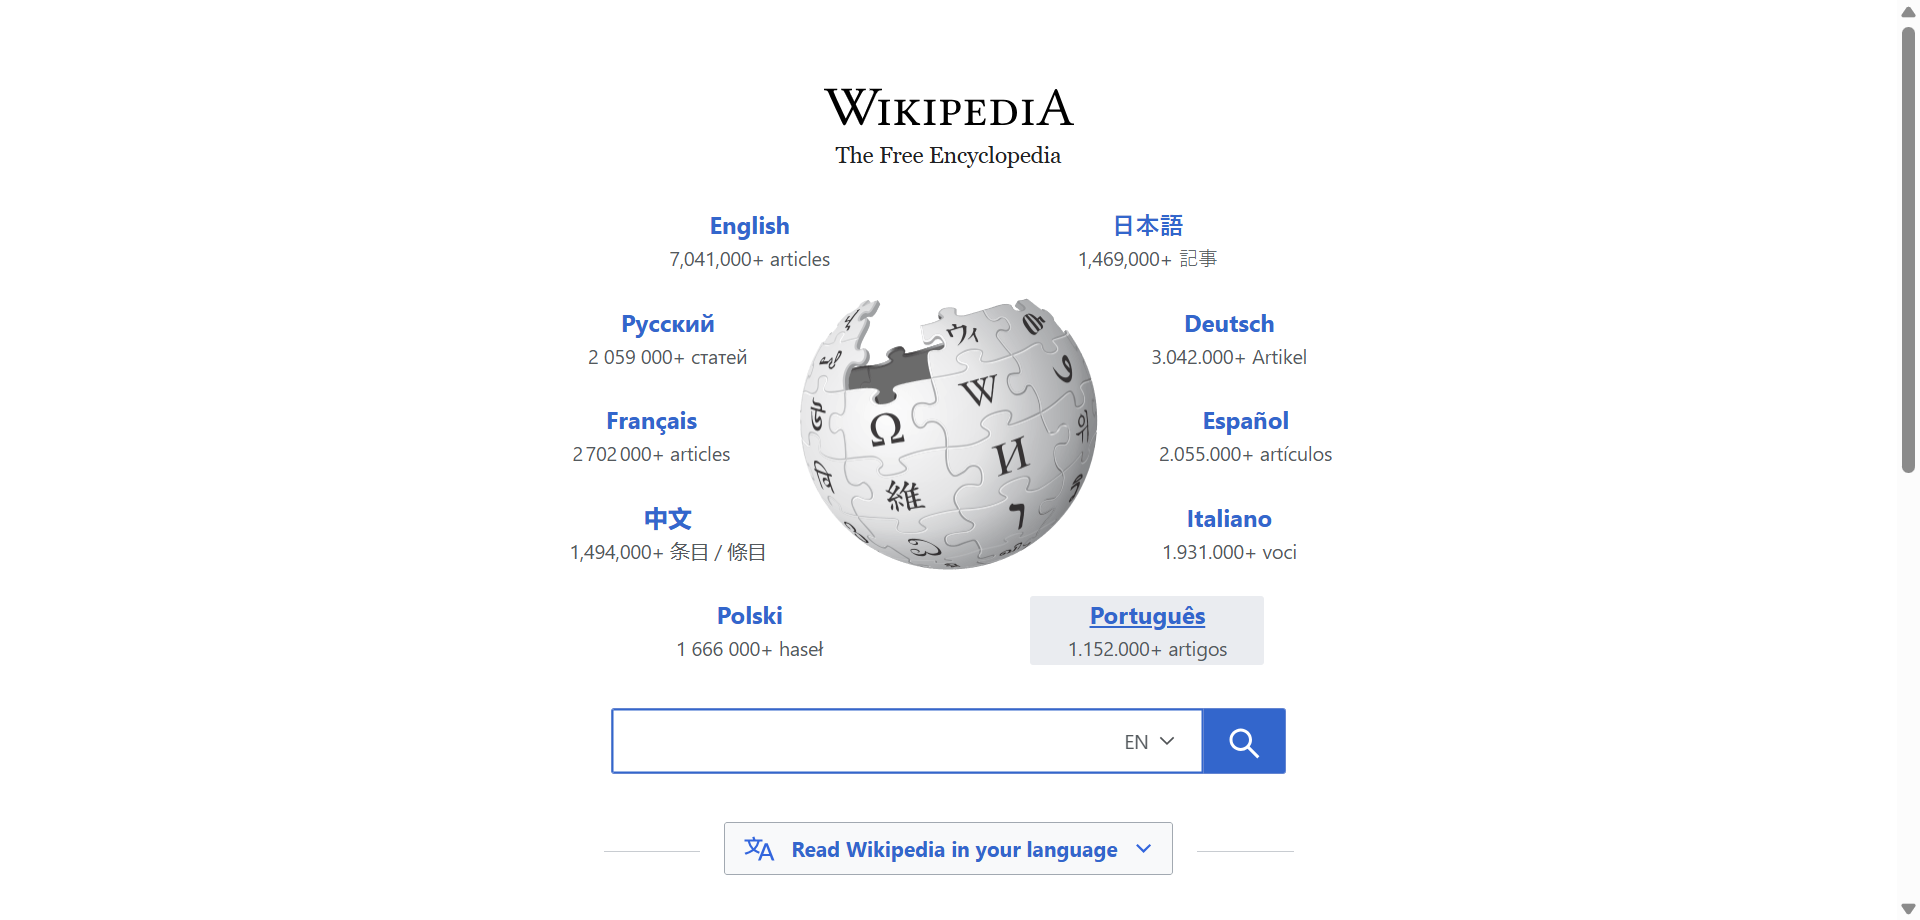 WIKIPEDIA
The Free Encyclopedia
English
7,041,000+ articles
日本語
1,469,000+ 記事
Русский
2 059 000+ статей
Deutsch
3.042.000+ Artikel
Français
2 702 000+ articles
Español
2.055.000+ artículos
中文
1,494,000+ 条目 / 條目
Italiano
1.931.000+ voci
Polski
1 666 000+ haseł
Português
1.152.000+ artigos
ウィ
W
Ω
И
維
EN
Read Wikipedia in your language